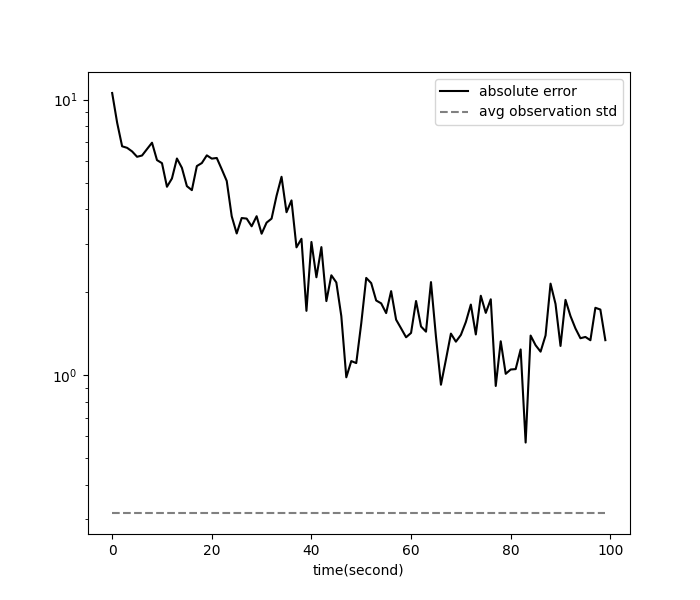 absolute error
avg observation std
10¹
10⁰
0 20 40 60 80 100
time(second)